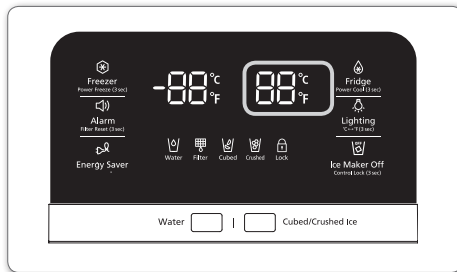 Freezer
Power Freeze (3 sec)
Alarm
Filter Reset (3 sec)
Energy Saver
-88 °C °F
88 °C °F
Fridge
Power Cool (3 sec)
Lighting
°C↔°F (3 sec)
OFF
Ice Maker Off
Control Lock (3 sec)
Water Filter Cubed Crushed Lock
Water | Cubed/Crushed Ice